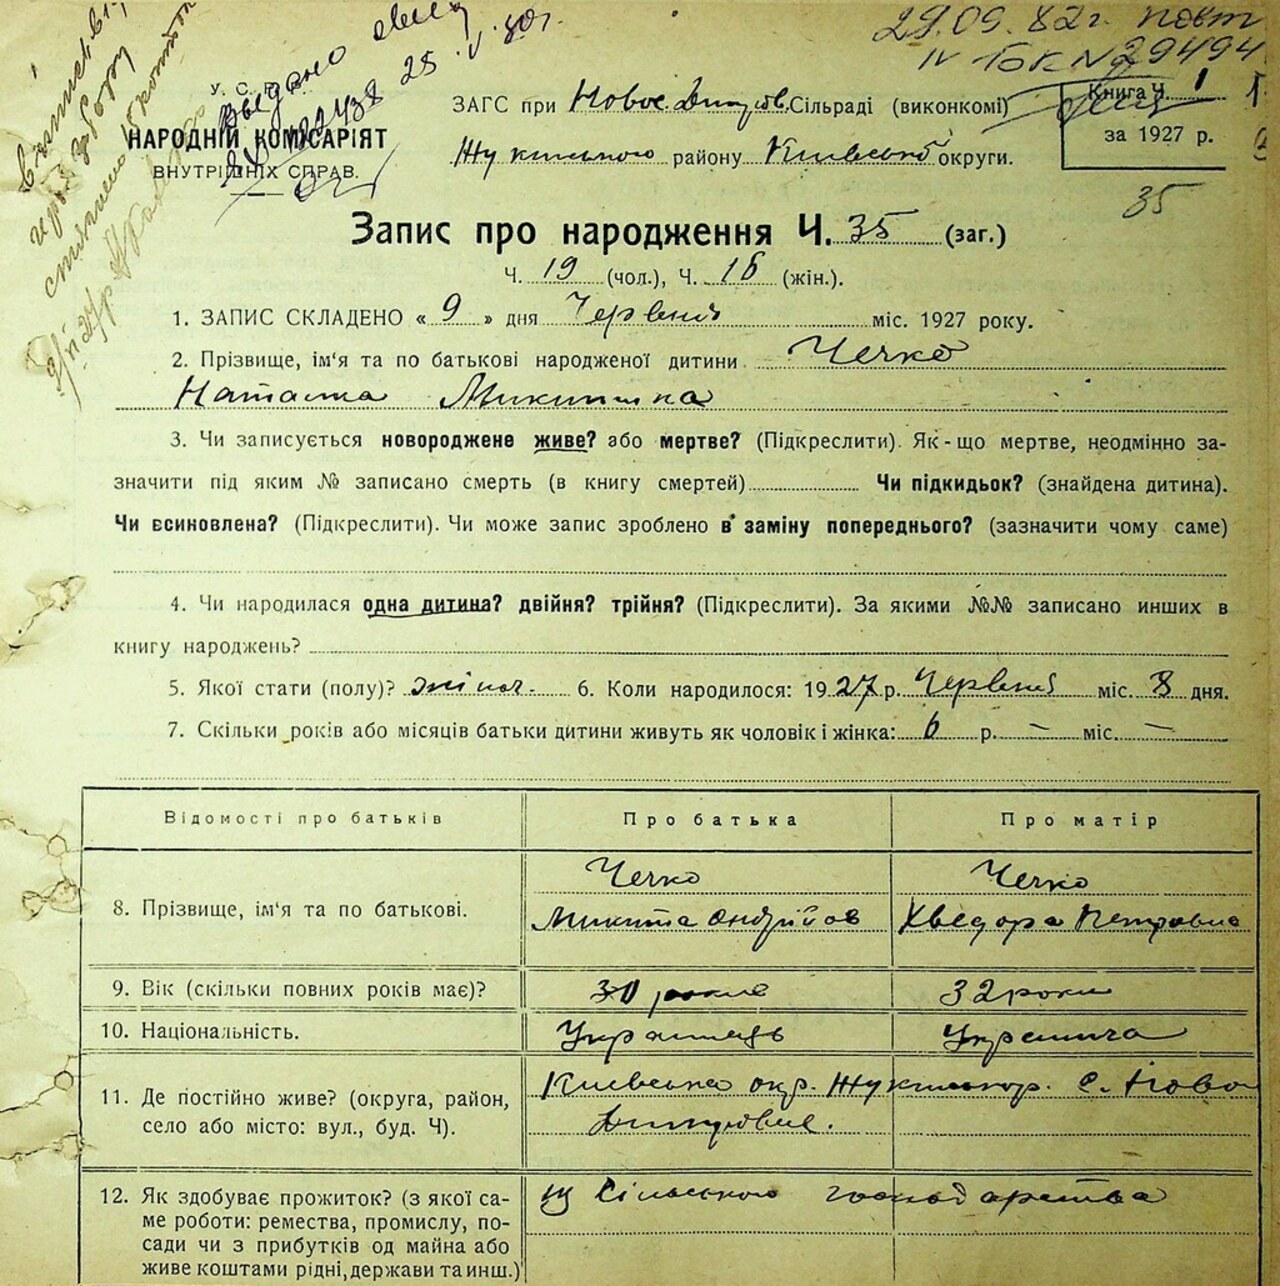 29.09.82г. повт
IV БОК № 29494
У. С. Р. Р.
НАРОДНІЙ КОМІСАРІЯТ
ВНУТРІШНІХ СПРАВ.
ЗАГС при Сільраді (виконкомі)
району Київської округи.
Книга Ч. 1
за 1927 р.
35
Запис про народження Ч. 35 (заг.)
Ч. 19 (чол.), Ч. 16 (жін.).
1. ЗАПИС СКЛАДЕНО « 9 » дня Червня міс. 1927 року.
2. Прізвище, ім'я та по батькові народженої дитини Чечко
Наталка Микитівна
3. Чи записується новороджене живе? або мертве? (Підкреслити). Як-що мертве, неодмінно за-
значити під яким № записано смерть (в книгу смертей) Чи підкидьок? (знайдена дитина).
Чи всиновлена? (Підкреслити). Чи може запис зроблено в заміну попереднього? (зазначити чому саме)
4. Чи народилася одна дитина? двійня? трійня? (Підкреслити). За якими №№ записано инших в
книгу народжень?
5. Якої стати (полу)? жіноч. 6. Коли народилося: 1927 р. Червня міс. 8 дня.
7. Скільки років або місяців батьки дитини живуть як чоловік і жінка: 6 р. — міс. —
Відомості про батьків Про батька Про матір
Чечко Чечко
8. Прізвище, ім'я та по батькові. Микита Андрійов Хведора Петровна
9. Вік (скільки повних років має)? 30 років 32 роки
10. Національність. Українець Українка
Київська окр. Жукинськ р. с. Ново
11. Де постійно живе? (округа, район,
село або місто: вул., буд. Ч).
12. Як здобуває прожиток? (з якої са- Сільського господарства
ме роботи: ремества, промислу, по-
сади чи з прибутків од майна або
живе коштами рідні, держави та инш.)